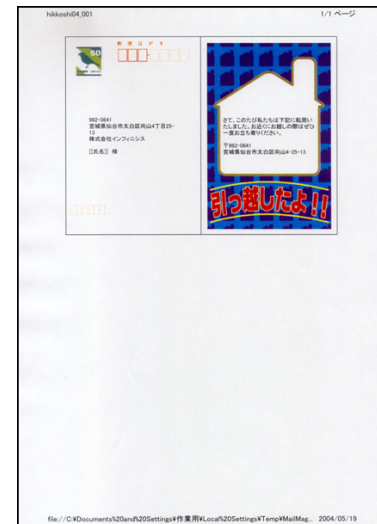 hikkoshi04_001
1/1 ページ
50
郵便はがき
982-0841
宮城県仙台市太白区向山4丁目25-
13
株式会社インフィニシス
[[氏名]] 様
さて、このたび私たちは下記に転居い
たしました。お近くにお越しの際はぜひ
一度お立ち寄りください。
〒982-0841
宮城県仙台市太白区向山4-25-13
引っ越したよ!!
file://C:¥Documents%20and%20Settings¥作業用¥Local%20Settings¥Temp¥MailMag... 2004/05/19